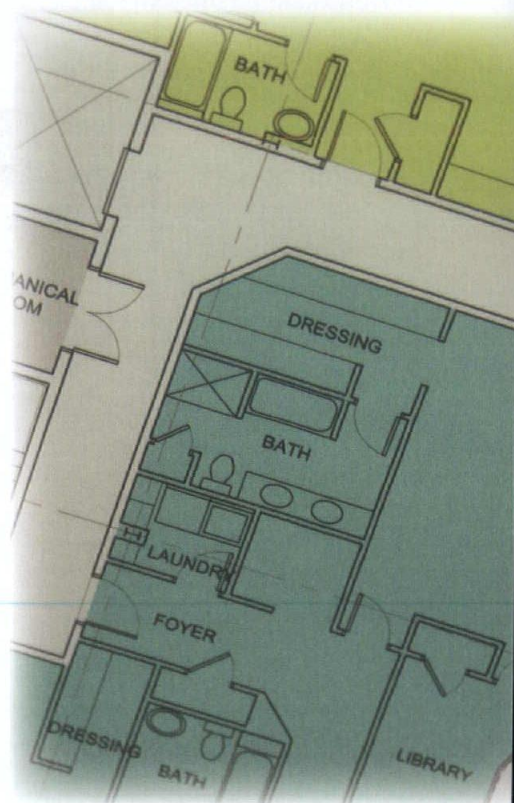 BATH
ANICAL
OM
DRESSING
BATH
LAUNDRY
FOYER
DRESSING
BATH
LIBRARY